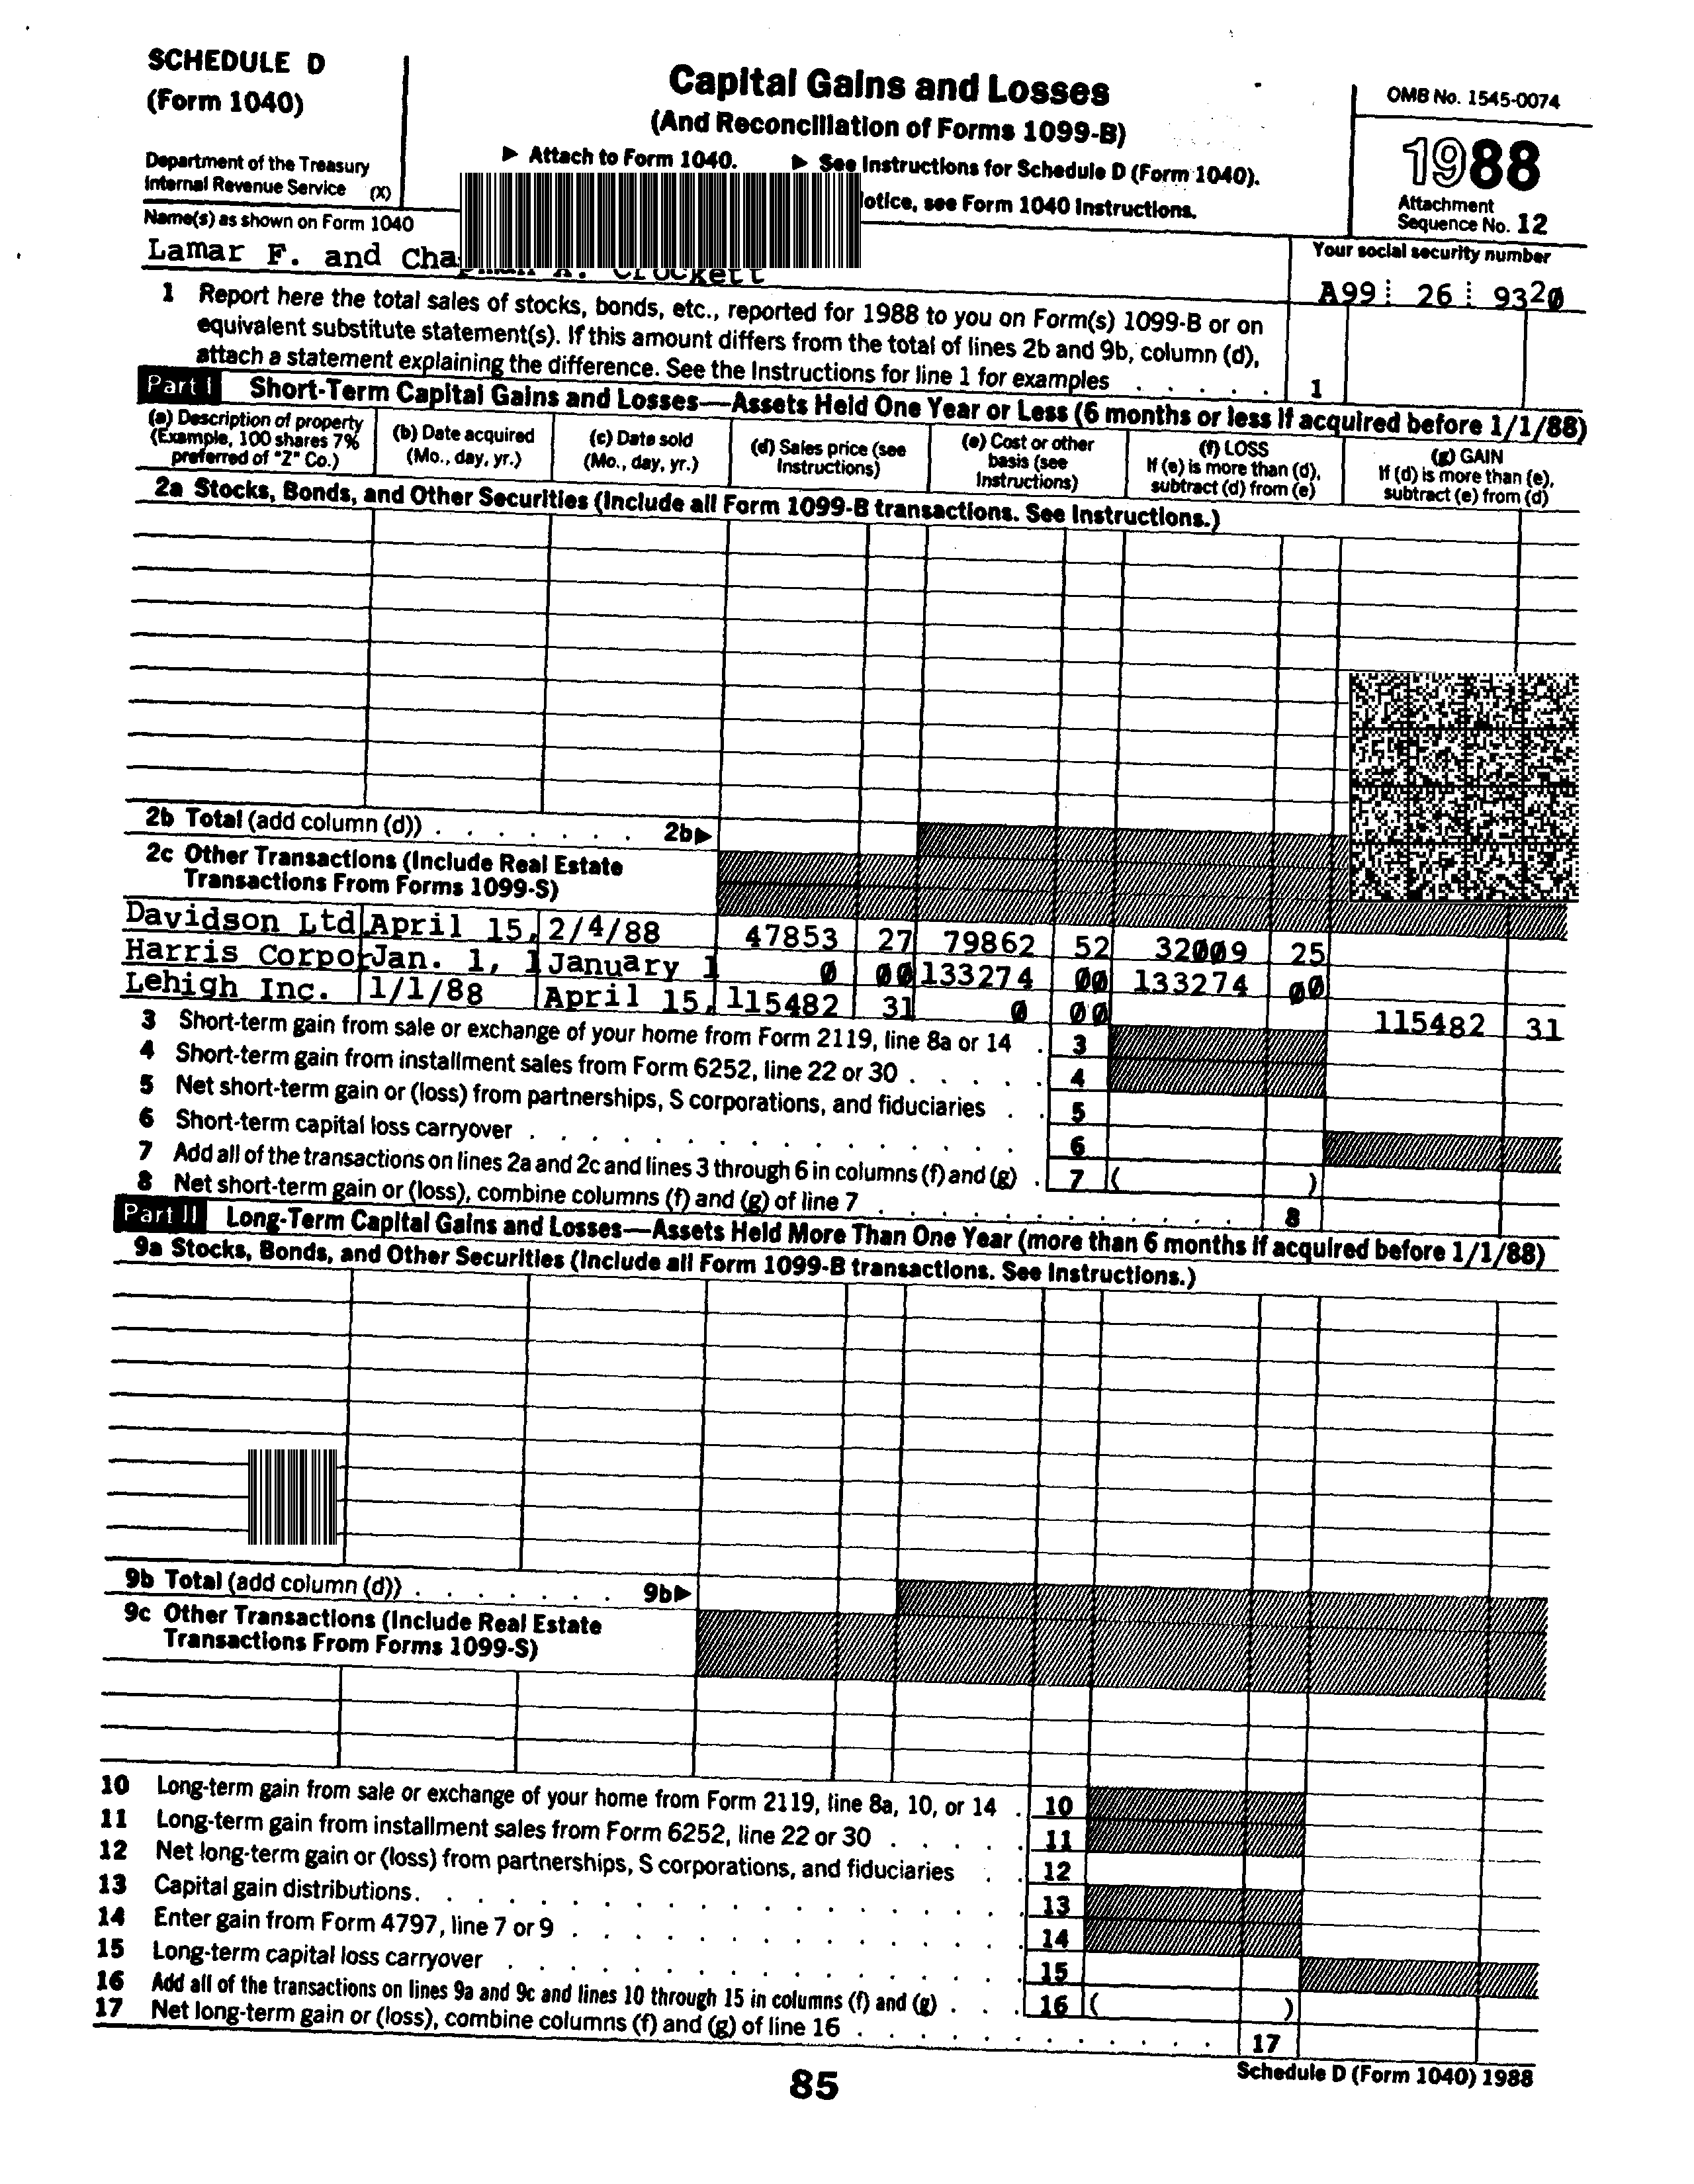 SCHEDULE D
(Form 1040)
Department of the Treasury
Internal Revenue Service (X)
Capital Gains and Losses
(And Reconciliation of Forms 1099-B)
▶ Attach to Form 1040. ▶ See Instructions for Schedule D (Form 1040).
otice, see Form 1040 Instructions.
OMB No. 1545-0074
1988
Attachment
Sequence No. 12
Name(s) as shown on Form 1040
Lamar F. and Cha Crockett
Your social security number
A99 26 9320
1 Report here the total sales of stocks, bonds, etc., reported for 1988 to you on Form(s) 1099-B or on
equivalent substitute statement(s). If this amount differs from the total of lines 2b and 9b, column (d),
attach a statement explaining the difference. See the Instructions for line 1 for examples . . . . . 1
Part I Short-Term Capital Gains and Losses—Assets Held One Year or Less (6 months or less if acquired before 1/1/88)
(a) Description of property
(Example, 100 shares 7%
preferred of "Z" Co.)
(b) Date acquired
(Mo., day, yr.)
(c) Date sold
(Mo., day, yr.)
(d) Sales price (see
Instructions)
(e) Cost or other
basis (see
Instructions)
(f) LOSS
If (e) is more than (d),
subtract (d) from (e)
(g) GAIN
If (d) is more than (e),
subtract (e) from (d)
2a Stocks, Bonds, and Other Securities (Include all Form 1099-B transactions. See Instructions.)
2b Total (add column (d)) . . . . . . . 2b▶
2c Other Transactions (Include Real Estate
Transactions From Forms 1099-S)
Davidson Ltd April 15, 2/4/88 47853 27 79862 52 32009 25
Harris Corpor Jan. 1, 1 January 1 0 00 133274 00 133274 00
Lehigh Inc. 1/1/88 April 15, 115482 31 0 00 115482 31
3 Short-term gain from sale or exchange of your home from Form 2119, line 8a or 14 . 3
4 Short-term gain from installment sales from Form 6252, line 22 or 30 . . . . . 4
5 Net short-term gain or (loss) from partnerships, S corporations, and fiduciaries . . 5
6 Short-term capital loss carryover . . . . . . . . . . . . . . . 6
7 Add all of the transactions on lines 2a and 2c and lines 3 through 6 in columns (f) and (g) . 7 ( )
8 Net short-term gain or (loss), combine columns (f) and (g) of line 7 . . . . . . . . . . . . 8
Part II Long-Term Capital Gains and Losses—Assets Held More Than One Year (more than 6 months if acquired before 1/1/88)
9a Stocks, Bonds, and Other Securities (Include all Form 1099-B transactions. See Instructions.)
9b Total (add column (d)) . . . . . . . 9b▶
9c Other Transactions (Include Real Estate
Transactions From Forms 1099-S)
10 Long-term gain from sale or exchange of your home from Form 2119, line 8a, 10, or 14 . 10
11 Long-term gain from installment sales from Form 6252, line 22 or 30 . . . . . 11
12 Net long-term gain or (loss) from partnerships, S corporations, and fiduciaries . . 12
13 Capital gain distributions. . . . . . . . . . . . . . . . . . . 13
14 Enter gain from Form 4797, line 7 or 9 . . . . . . . . . . . . . . 14
15 Long-term capital loss carryover . . . . . . . . . . . . . . . . 15
16 Add all of the transactions on lines 9a and 9c and lines 10 through 15 in columns (f) and (g) . . . 16 ( )
17 Net long-term gain or (loss), combine columns (f) and (g) of line 16 . . . . . . . . . . . . 17
Schedule D (Form 1040) 1988
85